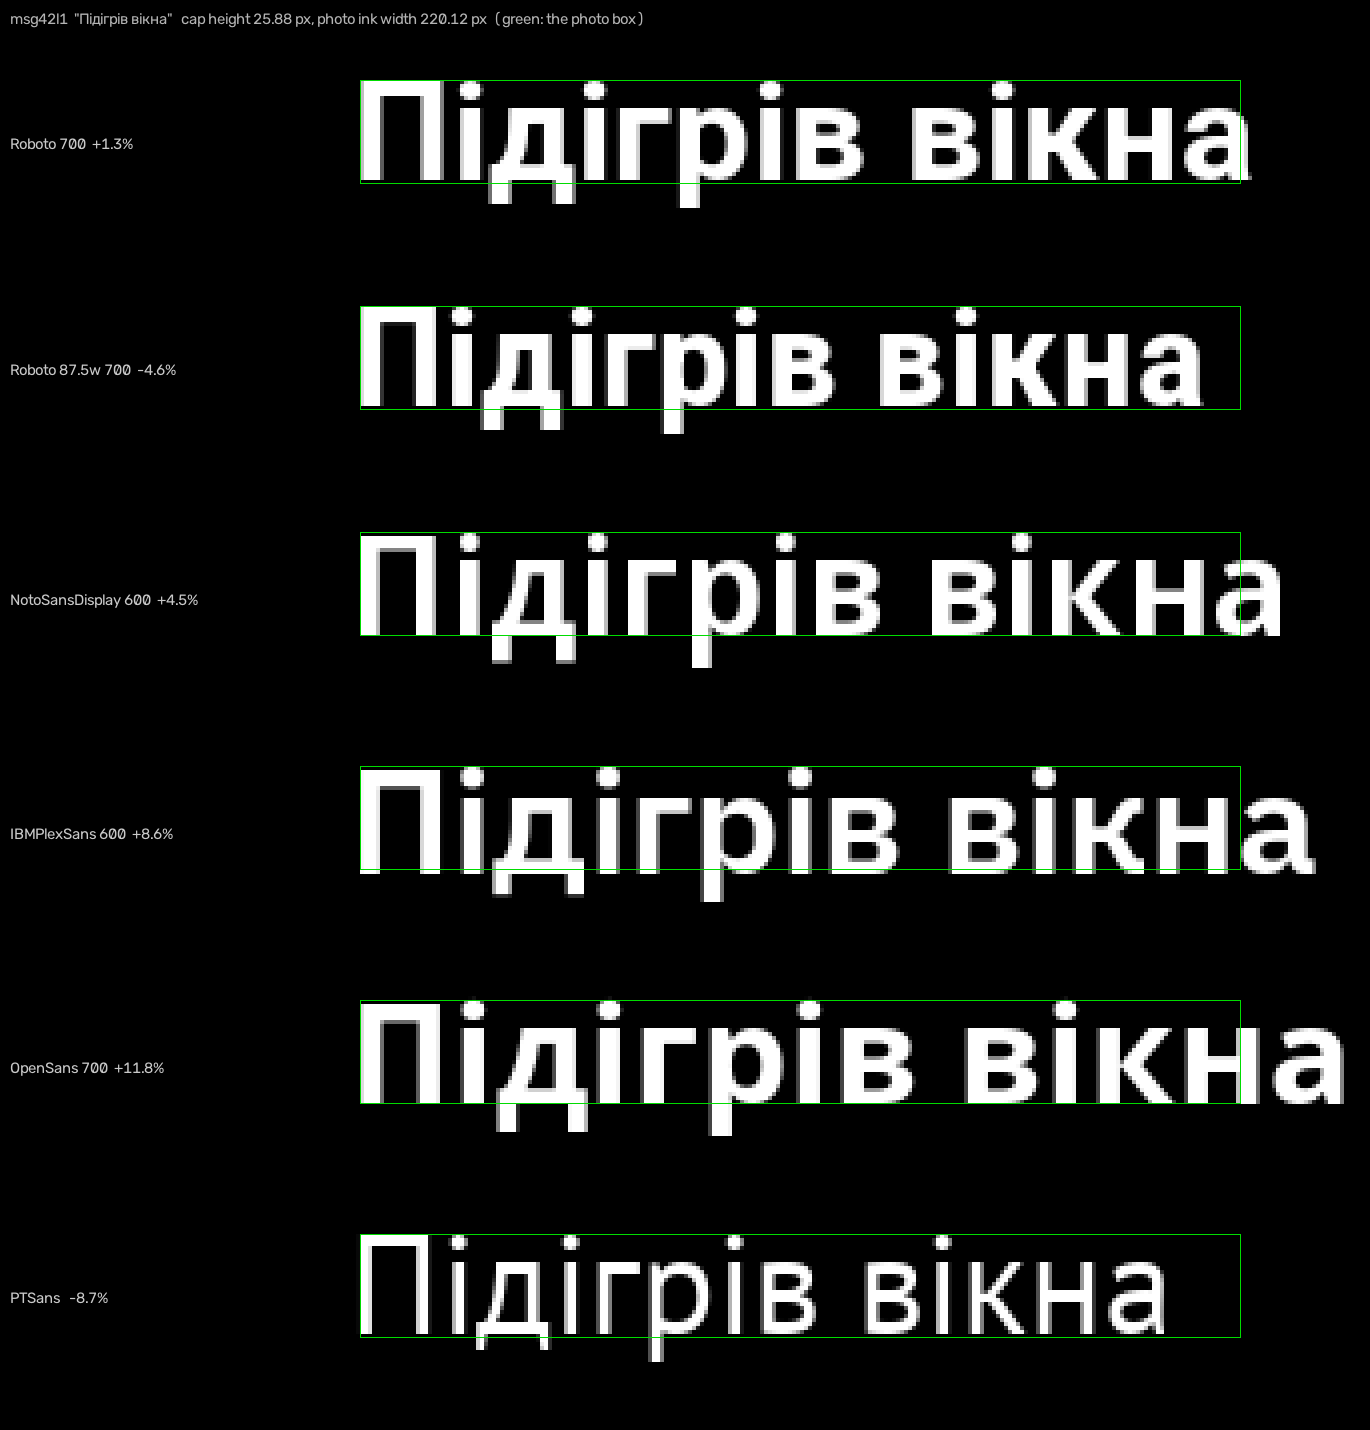 msg42l1 "Підігрів вікна" cap height 25.88 px, photo ink width 220.12 px (green: the photo box)
Roboto 700 +1.3% Підігрів вікна
Roboto 87.5w 700 -4.6% Підігрів вікна
NotoSansDisplay 600 +4.5% Підігрів вікна
IBMPlexSans 600 +8.6% Підігрів вікна
OpenSans 700 +11.8% Підігрів вікна
PTSans -8.7% Підігрів вікна